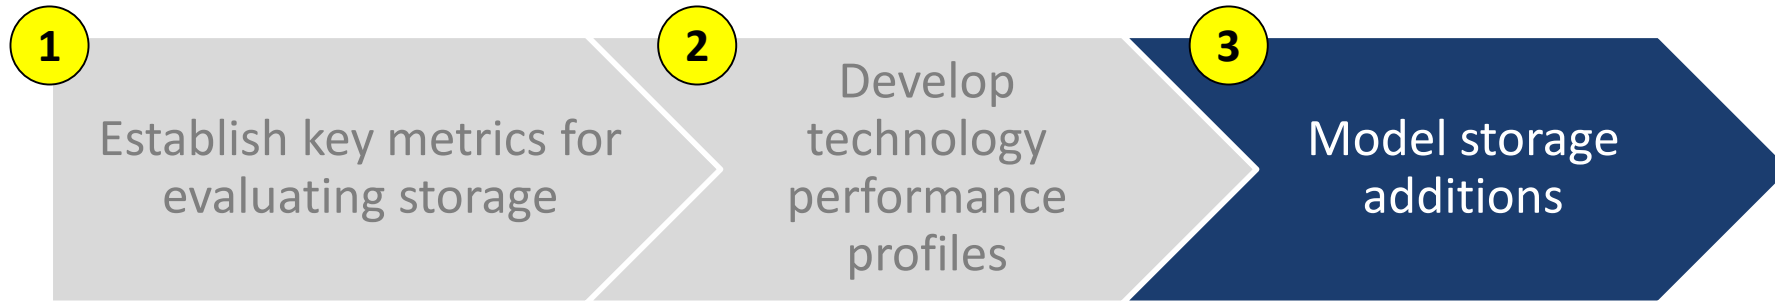 1
Establish key metrics for
evaluating storage
2
Develop
technology
performance
profiles
3
Model storage
additions